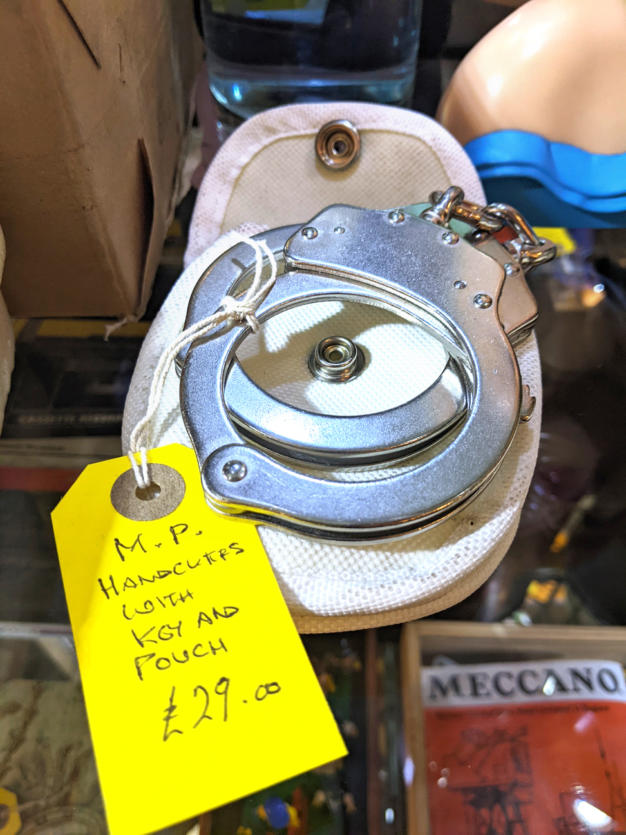 M.P.
HANDCUFFS
WITH
KEY AND
POUCH
£29.00
MECCANO